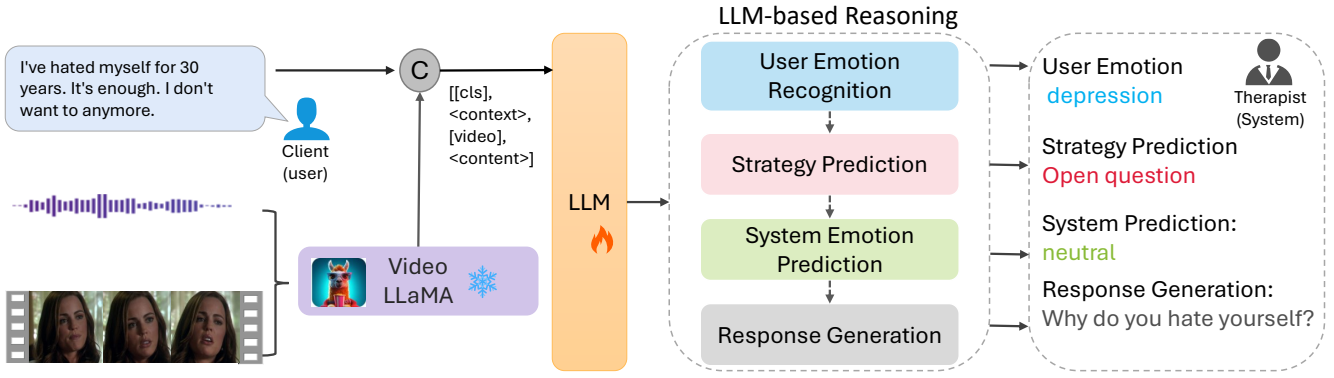 LLM-based Reasoning
I've hated myself for 30
years. It's enough. I don't
want to anymore.
Client
(user)
C
[[cls],
<context>,
[video],
<content>]
Video
LLaMA
LLM
User Emotion
Recognition
Strategy Prediction
System Emotion
Prediction
Response Generation
User Emotion
depression
Therapist
(System)
Strategy Prediction
Open question
System Prediction:
neutral
Response Generation:
Why do you hate yourself?